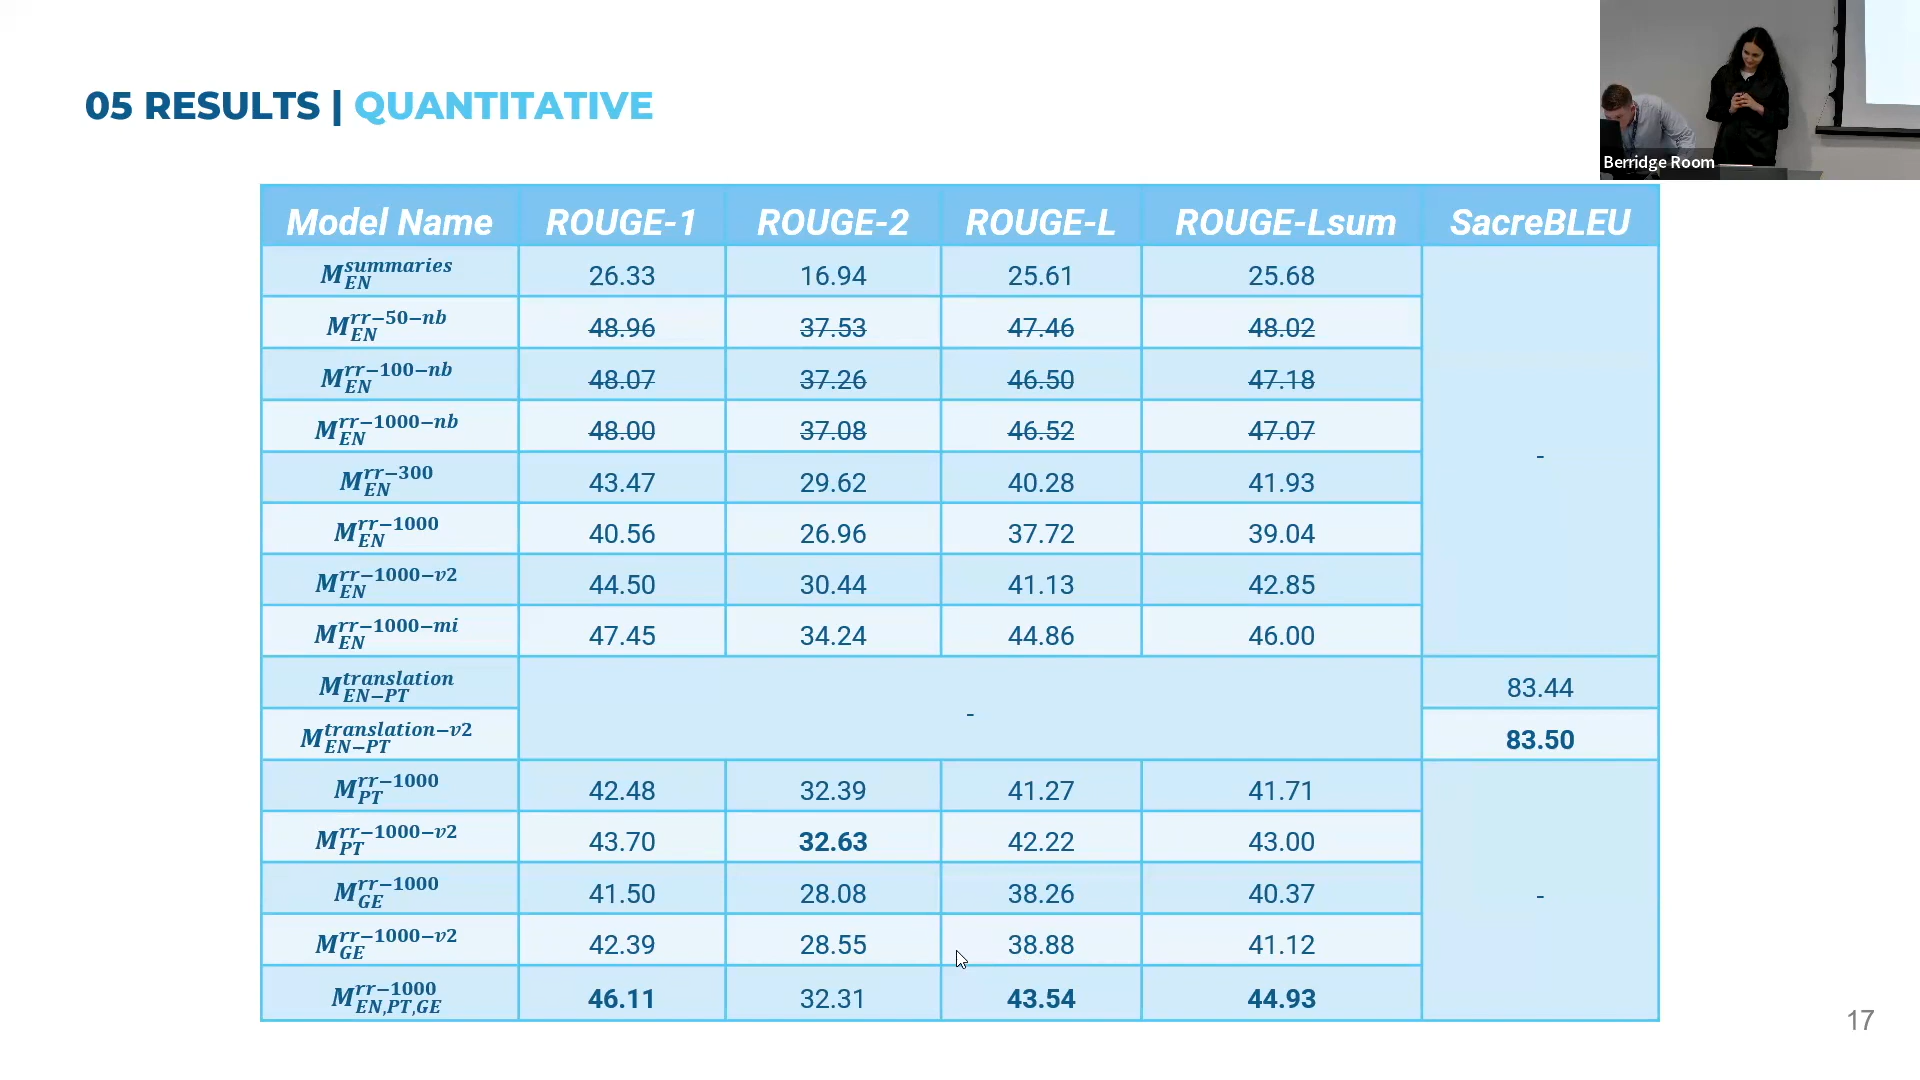 05 RESULTS | QUANTITATIVE
Berridge Room
Model Name ROUGE-1 ROUGE-2 ROUGE-L ROUGE-Lsum SacreBLEU
M_EN^summaries 26.33 16.94 25.61 25.68
M_EN^rr-50-nb 48.96 37.53 47.46 48.02
M_EN^rr-100-nb 48.07 37.26 46.50 47.18
M_EN^rr-1000-nb 48.00 37.08 46.52 47.07
-
M_EN^rr-300 43.47 29.62 40.28 41.93
M_EN^rr-1000 40.56 26.96 37.72 39.04
M_EN^rr-1000-v2 44.50 30.44 41.13 42.85
M_EN^rr-1000-mi 47.45 34.24 44.86 46.00
M_EN-PT^translation 83.44
-
M_EN-PT^translation-v2 83.50
M_PT^rr-1000 42.48 32.39 41.27 41.71
M_PT^rr-1000-v2 43.70 32.63 42.22 43.00
M_GE^rr-1000 41.50 28.08 38.26 40.37 -
M_GE^rr-1000-v2 42.39 28.55 38.88 41.12
M_EN,PT,GE^rr-1000 46.11 32.31 43.54 44.93
17